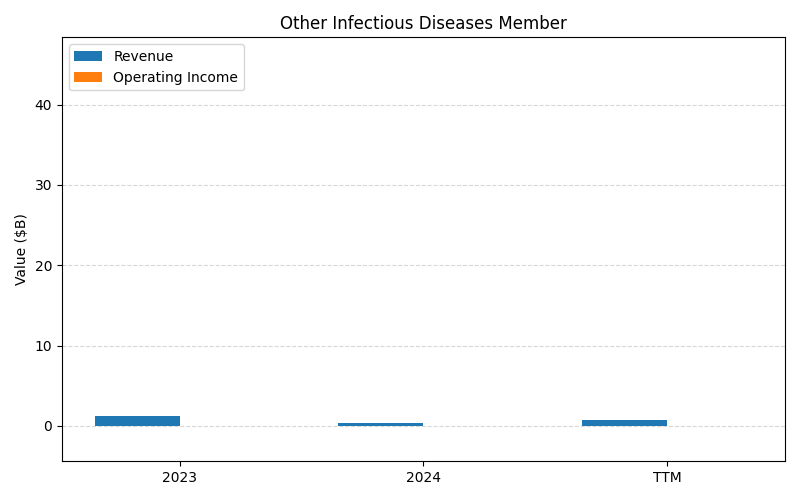 Other Infectious Diseases Member
Revenue
Operating Income
Value ($B)
40
30
20
10
0
2023
2024
TTM